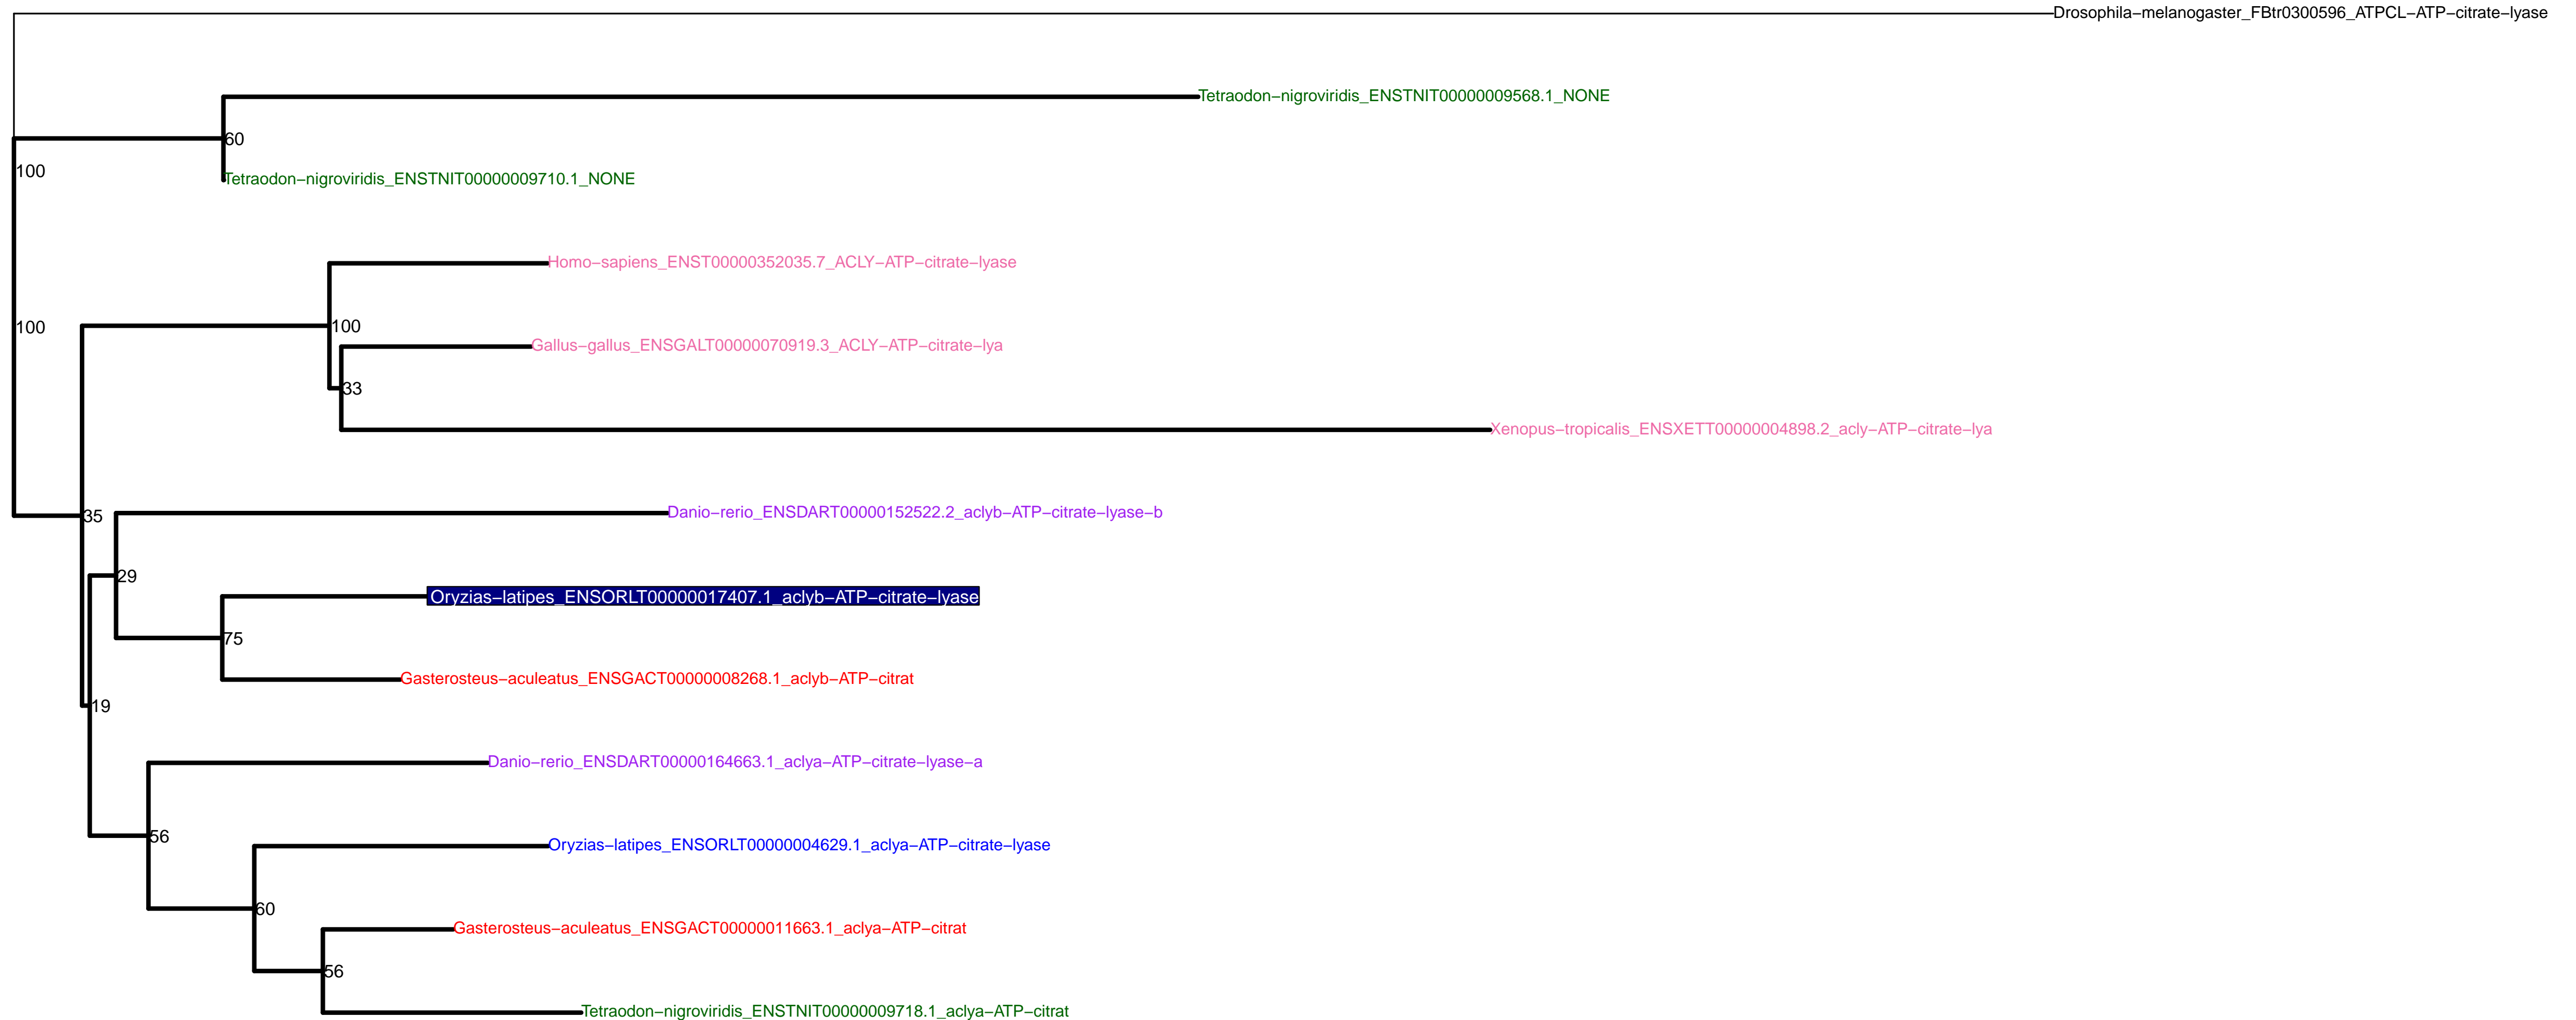 Drosophila−melanogaster_FBtr0300596_ATPCL−ATP−citrate−lyase
Tetraodon−nigroviridis_ENSTNIT00000009568.1_NONE
60
100
Tetraodon−nigroviridis_ENSTNIT00000009710.1_NONE
Homo−sapiens_ENST00000352035.7_ACLY−ATP−citrate−lyase
100
100
Gallus−gallus_ENSGALT00000070919.3_ACLY−ATP−citrate−lya
33
Xenopus−tropicalis_ENSXETT00000004898.2_acly−ATP−citrate−lya
35
Danio−rerio_ENSDART00000152522.2_aclyb−ATP−citrate−lyase−b
29
Oryzias−latipes_ENSORLT00000017407.1_aclyb−ATP−citrate−lyase
75
Gasterosteus−aculeatus_ENSGACT00000008268.1_aclyb−ATP−citrat
19
Danio−rerio_ENSDART00000164663.1_aclya−ATP−citrate−lyase−a
56
Oryzias−latipes_ENSORLT00000004629.1_aclya−ATP−citrate−lyase
60
Gasterosteus−aculeatus_ENSGACT00000011663.1_aclya−ATP−citrat
56
Tetraodon−nigroviridis_ENSTNIT00000009718.1_aclya−ATP−citrat